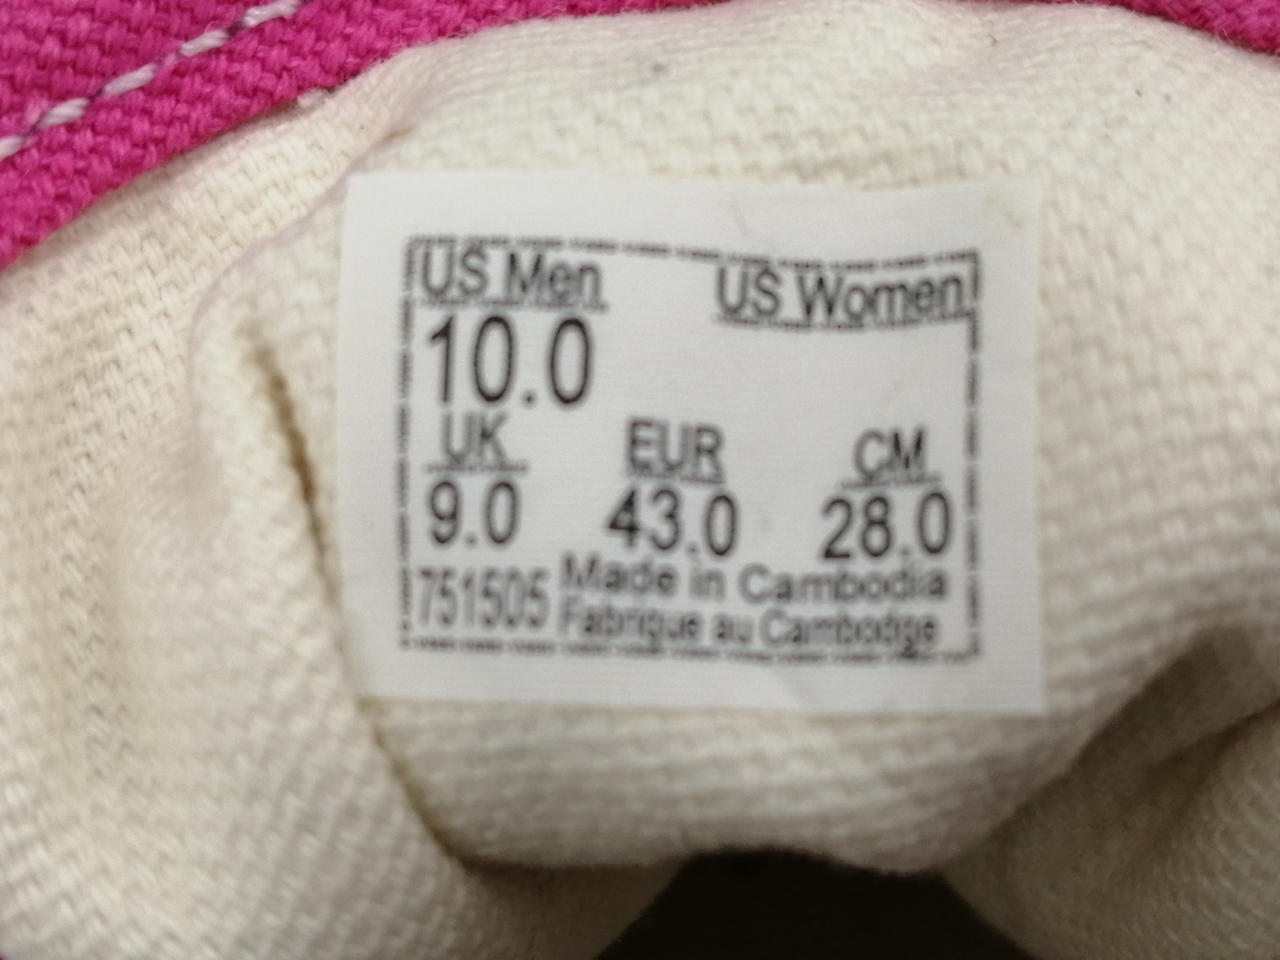 US Men US Women
10.0
UK EUR CM
9.0 43.0 28.0
751505 Made in Cambodia
Fabrique au Cambodge